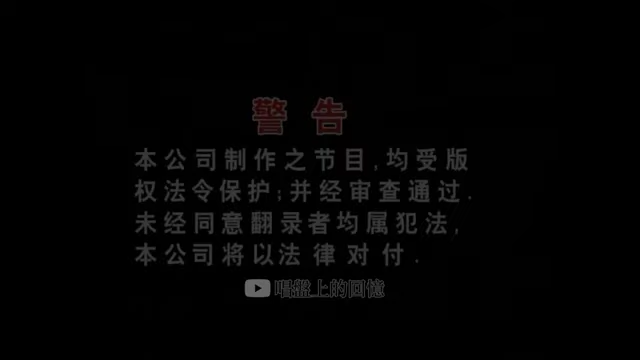 警告
本公司制作之节目,均受版
权法令保护;并经审查通过.
未经同意翻录者均属犯法,
本公司将以法律对付.
唱盤上的回憶